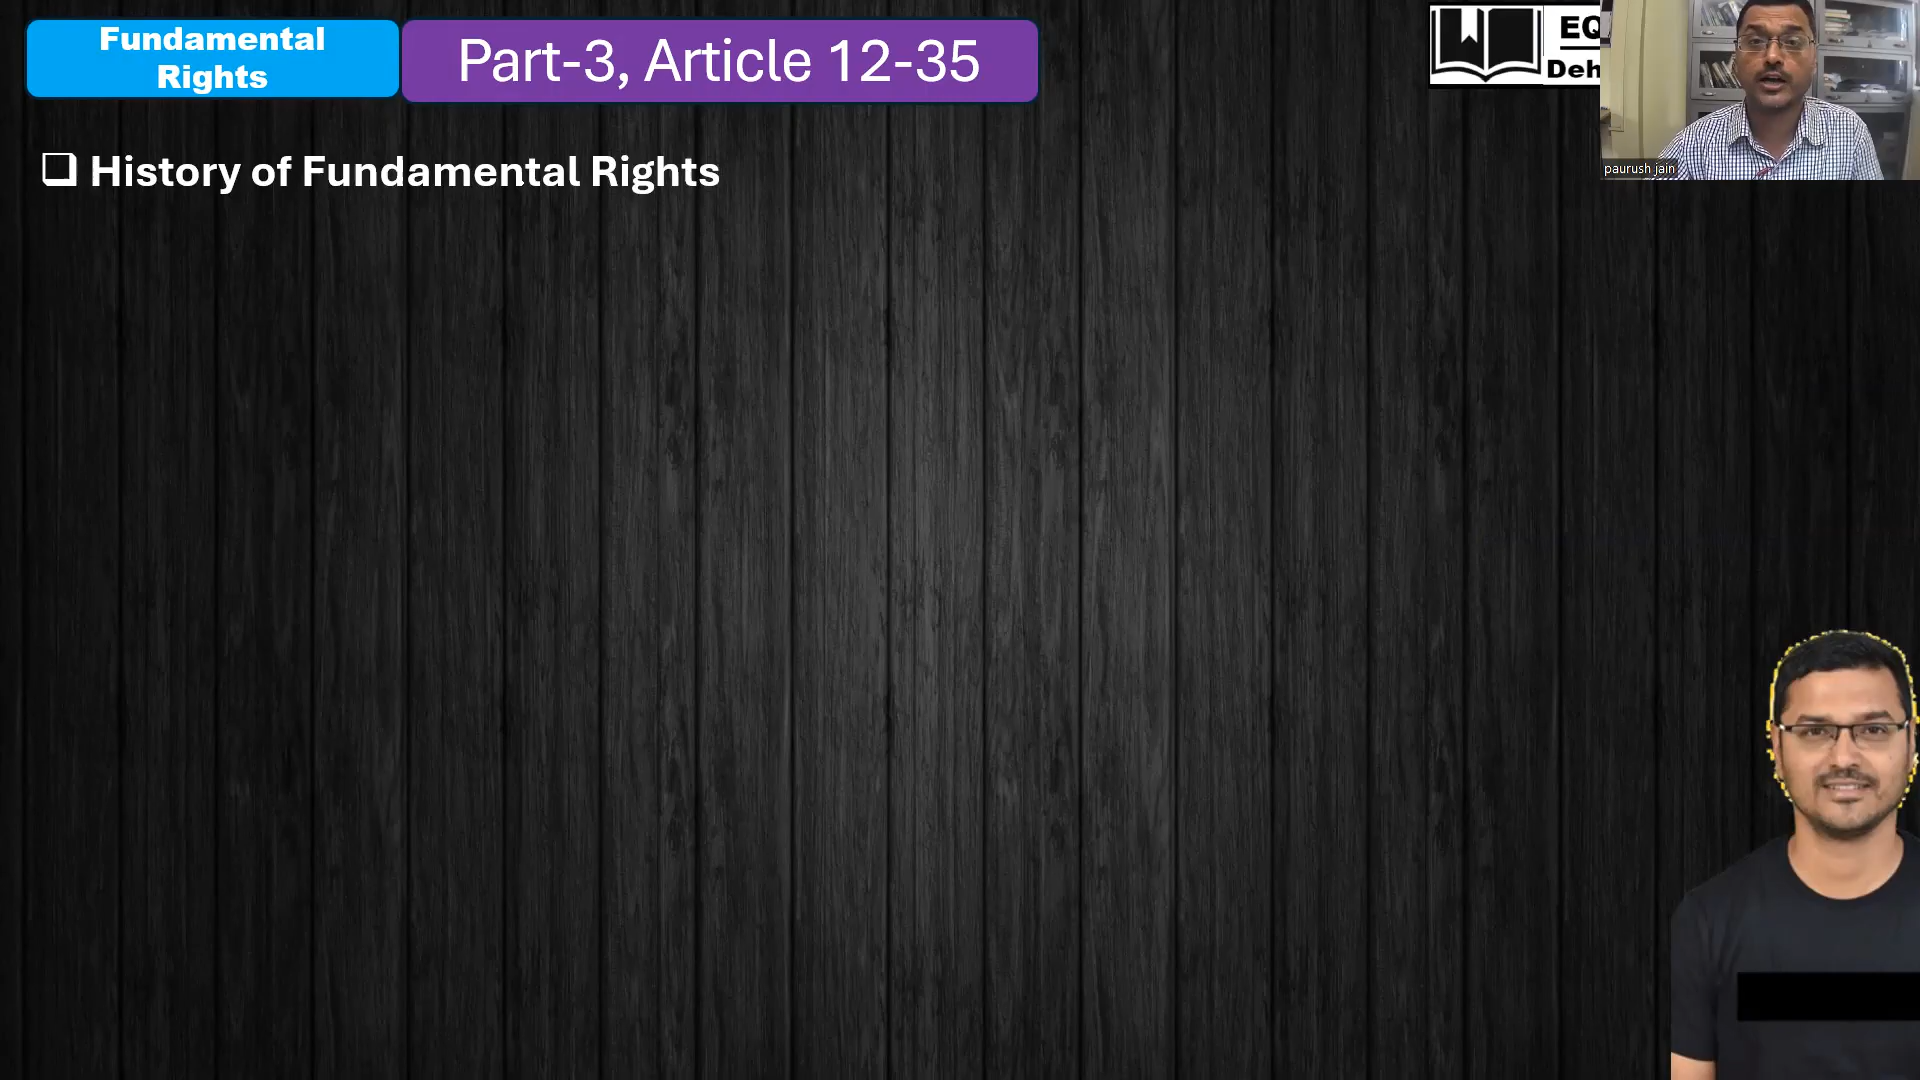 Fundamental
Rights
Part-3, Article 12-35
EQ
Deh
paurush jain
❑ History of Fundamental Rights